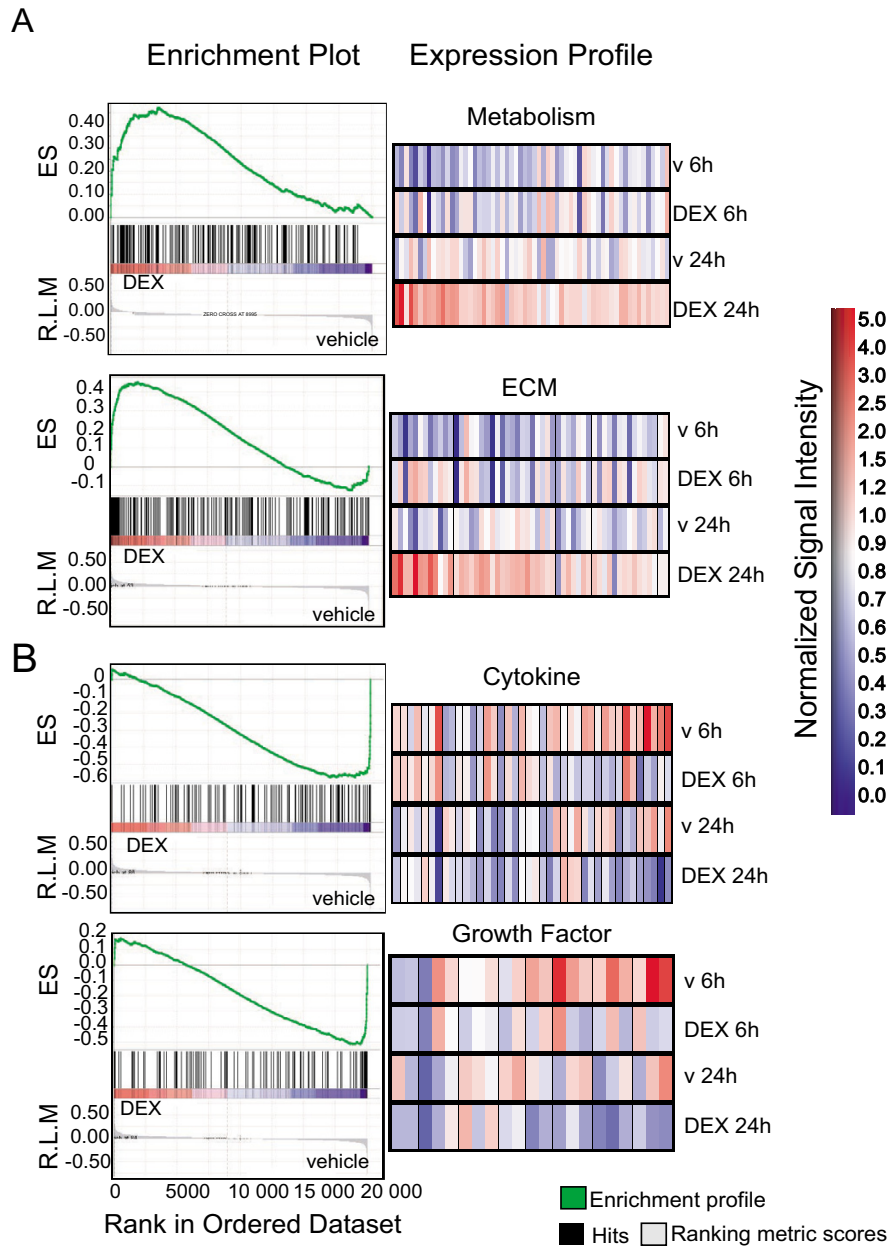 A
Enrichment Plot Expression Profile
Metabolism
ES
0.40
0.30
0.20
0.10
0.00
v 6h
DEX 6h
v 24h
DEX 24h
R.L.M
0.50
0.00
-0.50
DEX
ZERO CROSS AT 8995
vehicle
ECM
ES
0.4
0.3
0.2
0.1
0
-0.1
v 6h
DEX 6h
v 24h
DEX 24h
R.L.M
0.50
0.00
-0.50
DEX
vehicle
Normalized Signal Intensity
5.0
3.0
2.0
1.6
1.2
1.0
0.9
0.8
0.7
0.6
0.5
0.4
0.3
0.2
0.1
0.0
B
Cytokine
ES
0
-0.1
-0.2
-0.3
-0.4
-0.5
-0.6
v 6h
DEX 6h
v 24h
DEX 24h
R.L.M
0.50
0.00
-0.50
DEX
vehicle
Growth Factor
ES
0.2
0.1
-0.0
-0.1
-0.2
-0.3
-0.4
-0.5
v 6h
DEX 6h
v 24h
DEX 24h
R.L.M
0.50
0.00
-0.50
DEX
vehicle
0 5000 10 000 15 000 20 000
Rank in Ordered Dataset
Enrichment profile
Hits Ranking metric scores